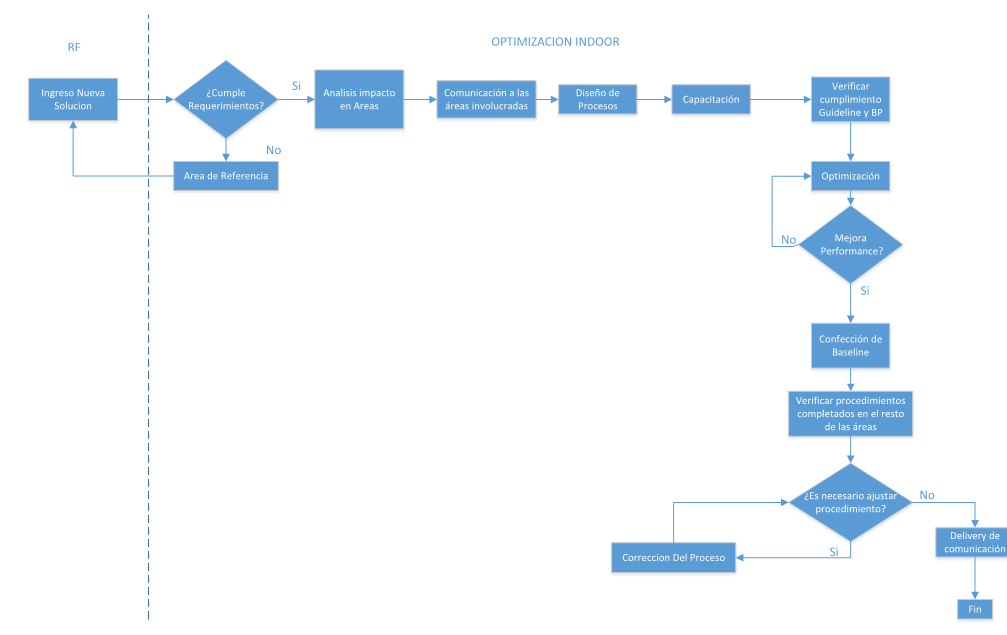 RF
OPTIMIZACION INDOOR
Ingreso Nueva
Solucion
¿Cumple
Requerimientos?
Si
Analisis impacto
en Areas
Comunicación a las
áreas involucradas
Diseño de
Procesos
Capacitación
Verificar
cumplimiento
Guideline y BP
No
Area de Referencia
Optimización
Mejora
Performance?
No
Si
Confección de
Baseline
Verificar procedimientos
completados en el resto
de las áreas
¿Es necesario ajustar
procedimiento?
No
Si
Correccion Del Proceso
Delivery de
comunicación
Fin